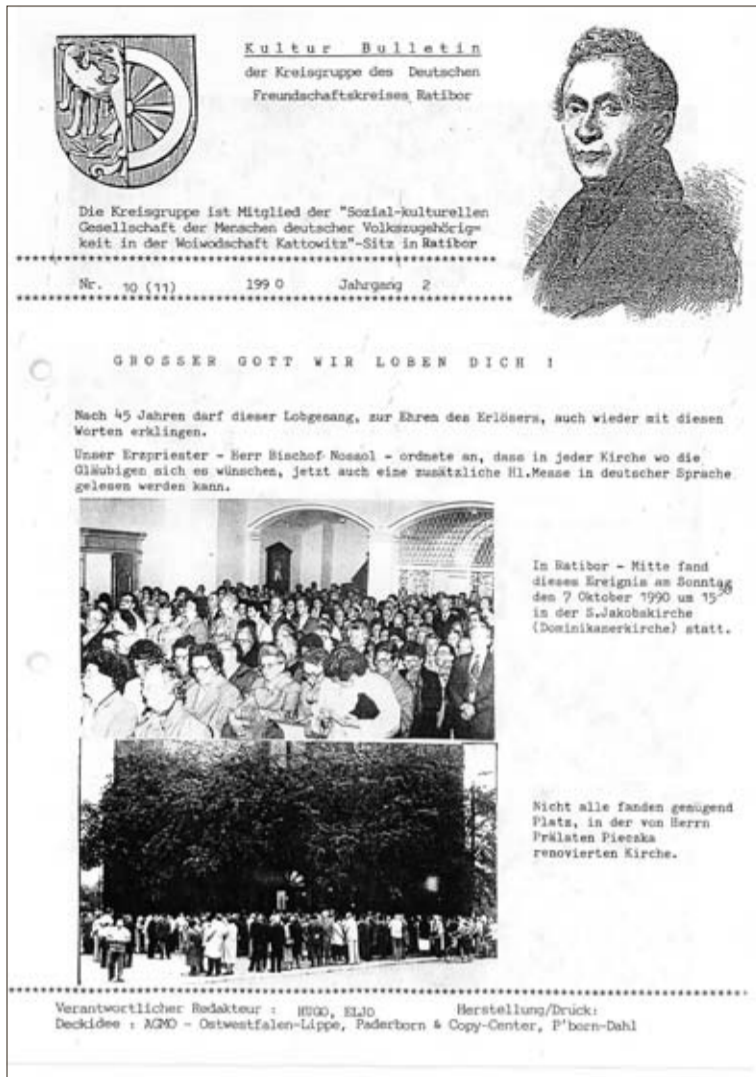 Kultur Bulletin
der Kreisgruppe des Deutschen
Freundschaftskreises Ratibor
Die Kreisgruppe ist Mitglied der "Sozial-kulturellen
Gesellschaft der Menschen deutscher Volkszugehörig=
keit in der Woiwodschaft Kattowitz"-Sitz in Ratibor
Nr. 10 (11) 1990 Jahrgang 2
GROSSER GOTT WIR LOBEN DICH !
Nach 45 Jahren darf dieser Lobgesang, zur Ehren des Erlösers, auch wieder mit diesen
Worten erklingen.
Unser Erzpriester - Herr Bischof Nossol - ordnete an, dass in jeder Kirche wo die
Gläubigen sich es wünschen, jetzt auch eine zusätzliche Hl.Messe in deutscher Sprache
gelesen werden kann.
In Ratibor - Mitte fand
dieses Ereignis am Sonntag
den 7 Oktober 1990 um 15³⁰
in der S.Jakobskirche
(Dominikanerkirche) statt.
Nicht alle fanden genügend
Platz, in der von Herrn
Prälaten Pieczka
renovierten Kirche.
Verantwortlicher Redakteur : HUGO, ELJO Herstellung/Druck:
Deckidee : AGMO - Ostwestfalen-Lippe, Paderborn & Copy-Center, P'born-Dahl